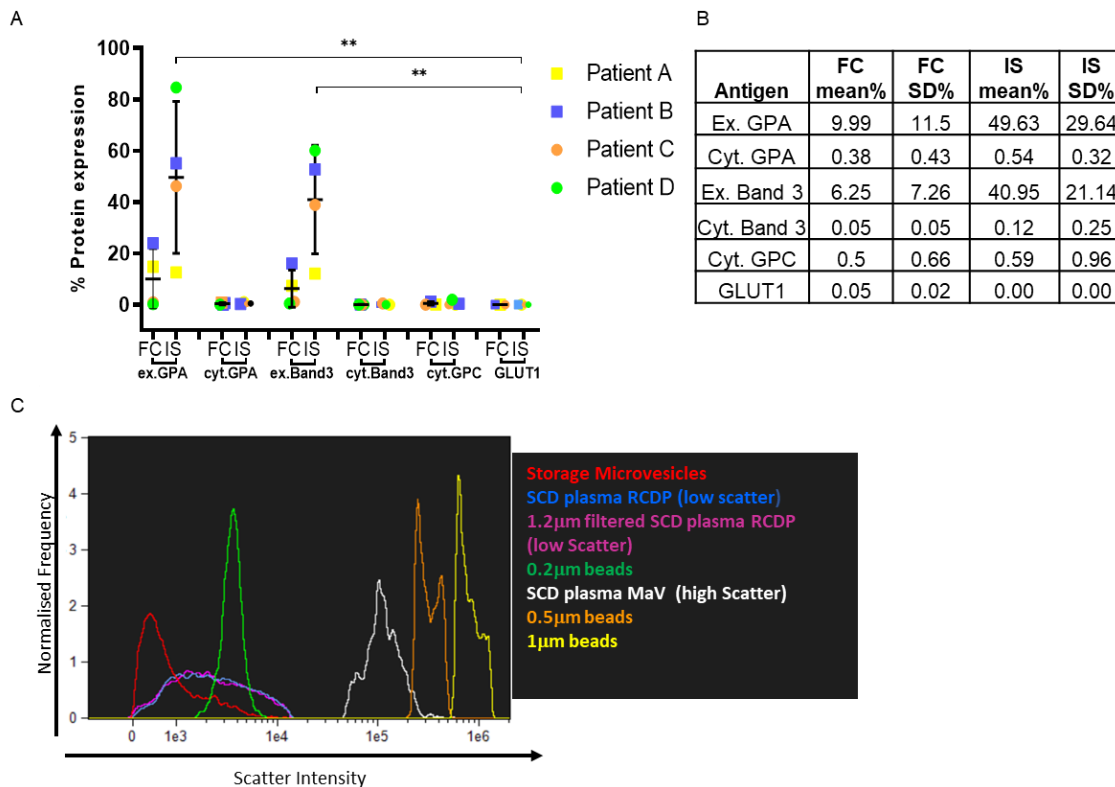 A
100
80
60
40
20
0
% Protein expression
**
**
Patient A
Patient B
Patient C
Patient D
FC IS FC IS FC IS FC IS FC IS FC IS
ex.GPA cyt.GPA ex.Band3 cyt.Band3 cyt.GPC GLUT1
B
Antigen FC mean% FC SD% IS mean% IS SD%
Ex. GPA 9.99 11.5 49.63 29.64
Cyt. GPA 0.38 0.43 0.54 0.32
Ex. Band 3 6.25 7.26 40.95 21.14
Cyt. Band 3 0.05 0.05 0.12 0.25
Cyt. GPC 0.5 0.66 0.59 0.96
GLUT1 0.05 0.02 0.00 0.00
C
Normalised Frequency
5
4
3
2
1
0
0 1e3 1e4 1e5 1e6
Scatter Intensity
Storage Microvesicles
SCD plasma RCDP (low scatter)
1.2µm filtered SCD plasma RCDP
(low Scatter)
0.2µm beads
SCD plasma MaV (high Scatter)
0.5µm beads
1µm beads